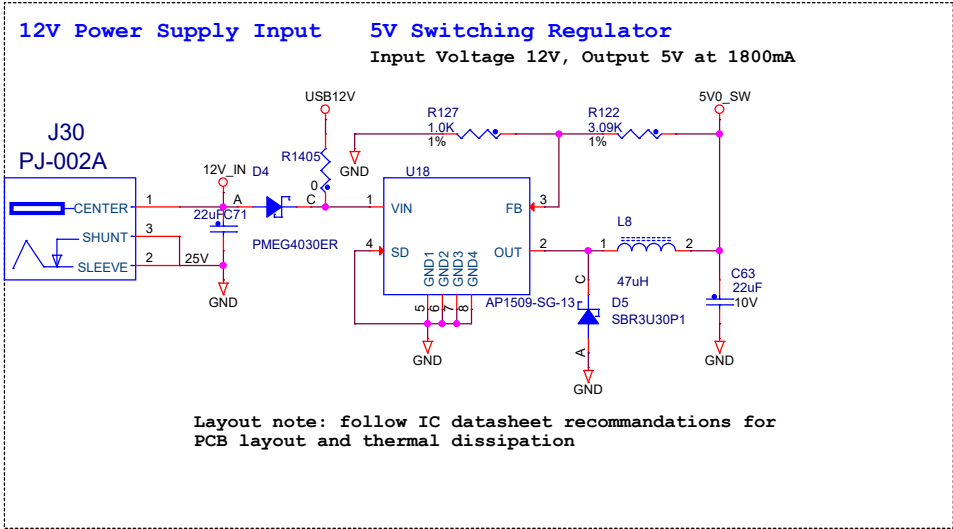 12V Power Supply Input
5V Switching Regulator
Input Voltage 12V, Output 5V at 1800mA
USB12V
5V0_SW
R127
1.0K
1%
R122
3.09K
1%
J30
PJ-002A
R1405
0
GND
12V_IN
D4
U18
1
A
C
1
VIN
FB
3
CENTER
22uF
C71
PMEG4030ER
SHUNT
3
SLEEVE
2
25V
GND
4
SD
OUT
2
L8
1
2
47uH
GND1
GND2
GND3
GND4
5
6
7
8
AP1509-SG-13
C
D5
SBR3U30P1
A
C63
22uF
10V
GND
GND
GND
Layout note: follow IC datasheet recommandations for
PCB layout and thermal dissipation